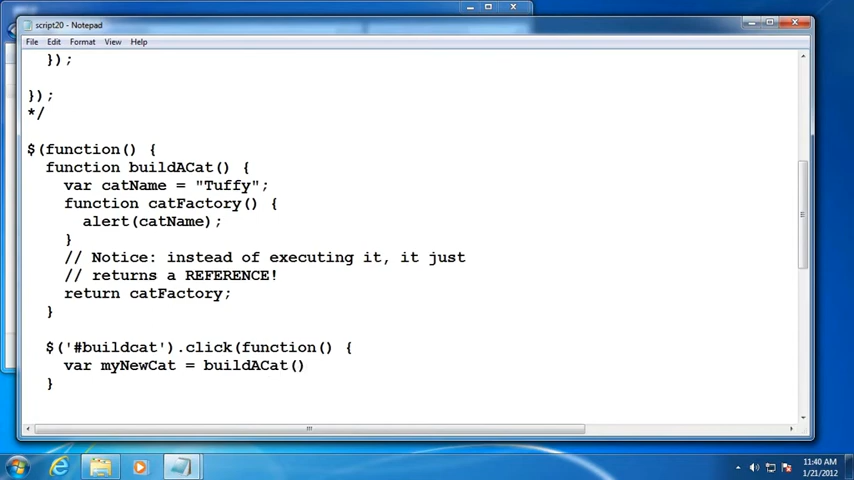 script20 - Notepad
File Edit Format View Help
});
});
*/
$(function() {
function buildACat() {
var catName = "Tuffy";
function catFactory() {
alert(catName);
}
// Notice: instead of executing it, it just
// returns a REFERENCE!
return catFactory;
}
$('#buildcat').click(function() {
var myNewCat = buildACat()
}
11:40 AM
1/21/2012